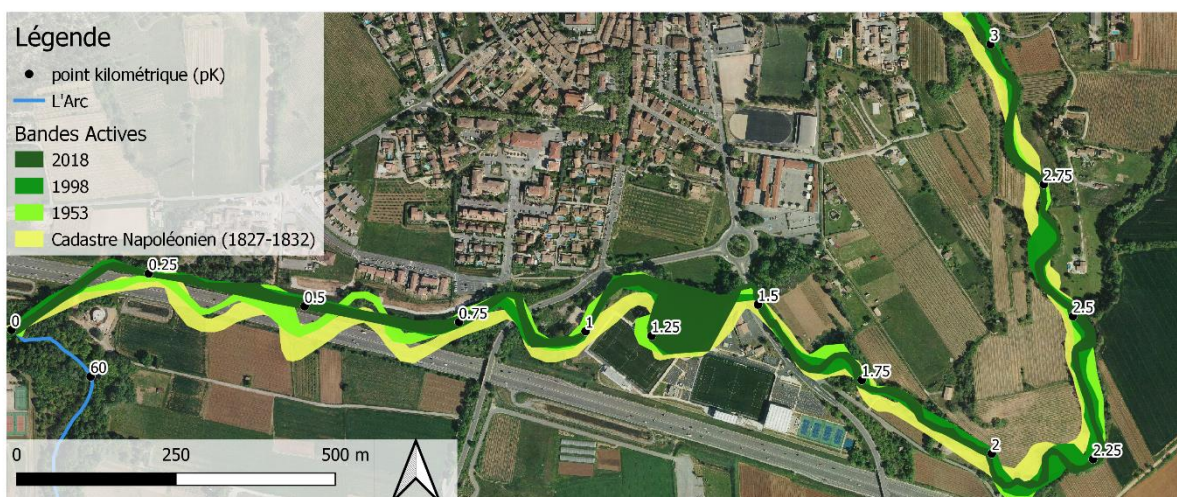 Légende
point kilométrique (pK)
L'Arc
Bandes Actives
2018
1998
1953
Cadastre Napoléonien (1827-1832)
3
2.75
2.5
0.25
0.5
0.75
1
1.25
1.5
0
60
1.75
2
2.25
0 250 500 m